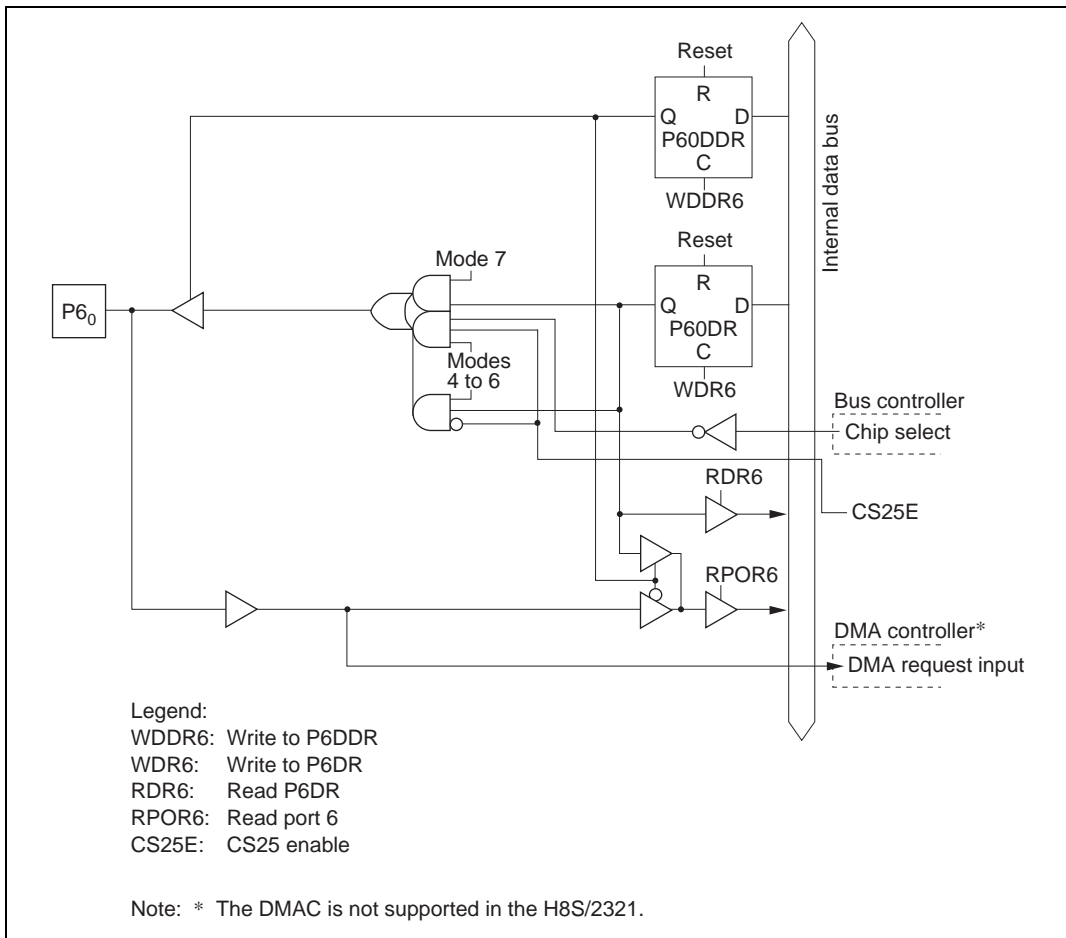 Reset
R
Q D
P60DDR
C
WDDR6
Internal data bus
Reset
Mode 7
R
P6₀
Q D
P60DR
C
WDR6
Modes
4 to 6
Bus controller
Chip select
RDR6
CS25E
RPOR6
DMA controller*
DMA request input
Legend:
WDDR6: Write to P6DDR
WDR6: Write to P6DR
RDR6: Read P6DR
RPOR6: Read port 6
CS25E: CS25 enable
Note: * The DMAC is not supported in the H8S/2321.